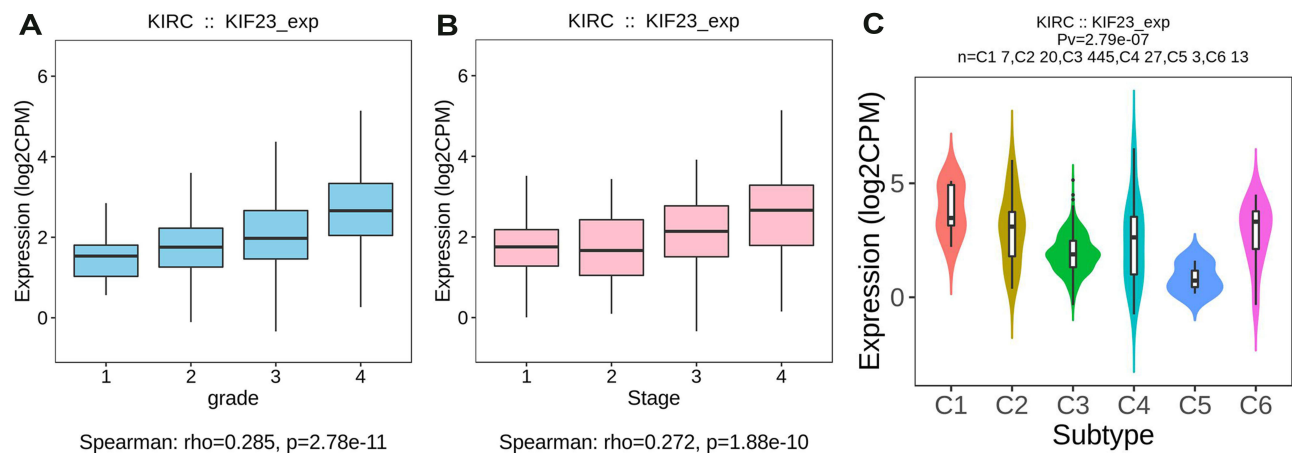 A
KIRC :: KIF23_exp
Expression (log2CPM)
6
4
2
0
1 2 3 4
grade
Spearman: rho=0.285, p=2.78e-11
B
KIRC :: KIF23_exp
Expression (log2CPM)
6
4
2
0
1 2 3 4
Stage
Spearman: rho=0.272, p=1.88e-10
C
KIRC :: KIF23_exp
Pv=2.79e-07
n=C1 7,C2 20,C3 445,C4 27,C5 3,C6 13
Expression (log2CPM)
5
0
C1 C2 C3 C4 C5 C6
Subtype